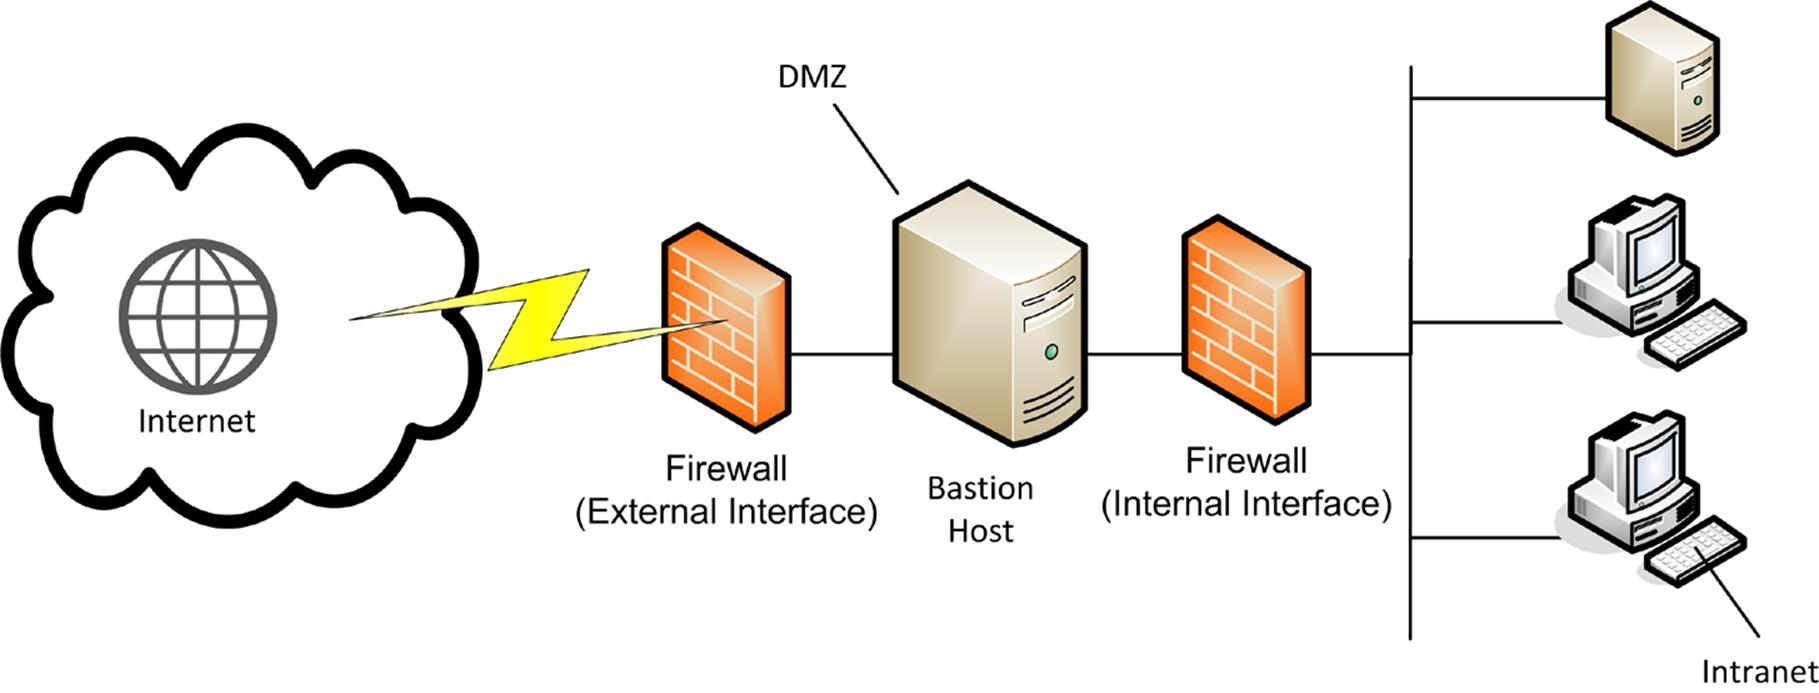 DMZ
Internet
Firewall
(External Interface)
Bastion
Host
Firewall
(Internal Interface)
Intranet